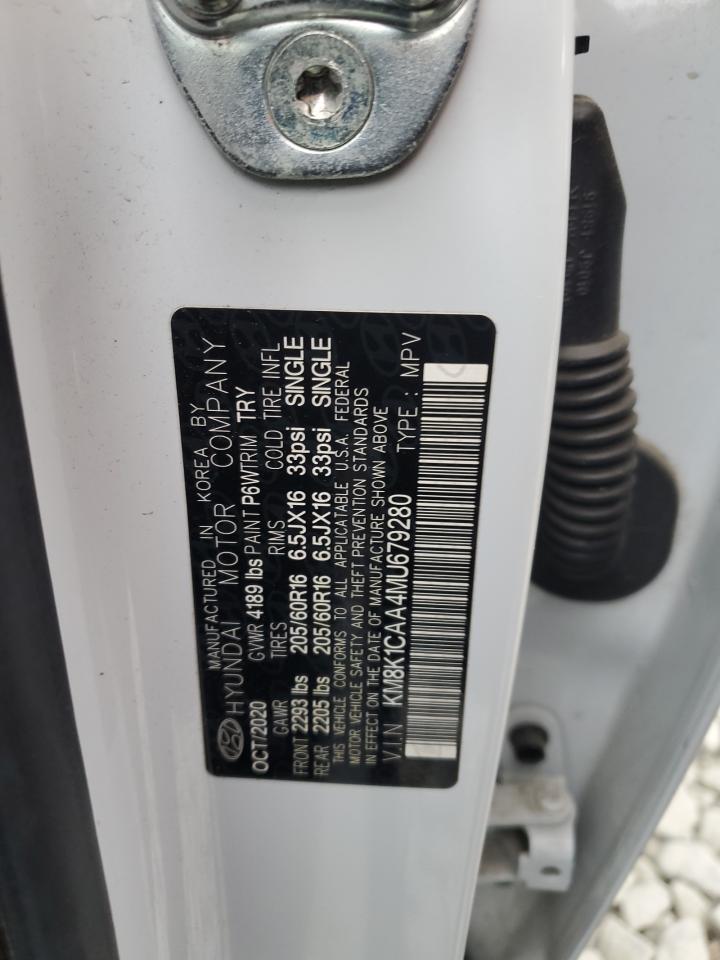 MANUFACTURED IN KOREA BY
HYUNDAI MOTOR COMPANY
OCT/2020 GVWR 4189 lbs PAINT P6W TRIM TRY
GAWR TIRES RIMS COLD TIRE INFL
FRONT 2293 lbs 205/60R16 6.5JX16 33psi SINGLE
REAR 2205 lbs 205/60R16 6.5JX16 33psi SINGLE
THIS VEHICLE CONFORMS TO ALL APPLICABLE U.S.A. FEDERAL
MOTOR VEHICLE SAFETY AND THEFT PREVENTION STANDARDS
IN EFFECT ON THE DATE OF MANUFACTURE SHOWN ABOVE
V.I.N KM8K1CAA4MU679280 TYPE : MPV